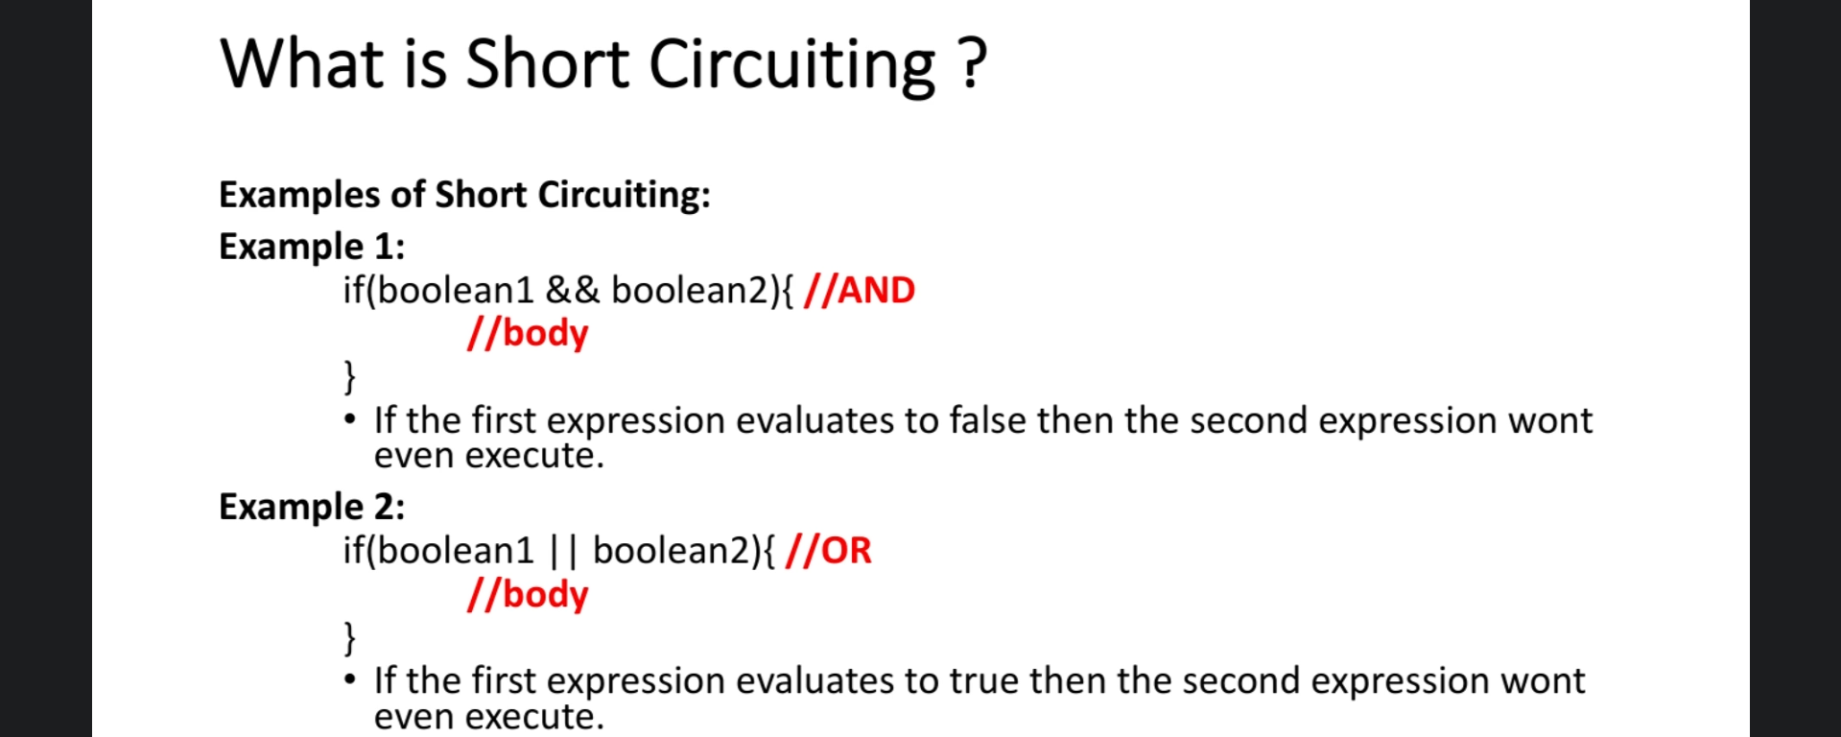 What is Short Circuiting ?
Examples of Short Circuiting:
Example 1:
if(boolean1 && boolean2){ //AND
//body
}
• If the first expression evaluates to false then the second expression wont
even execute.
Example 2:
if(boolean1 || boolean2){ //OR
//body
}
• If the first expression evaluates to true then the second expression wont
even execute.